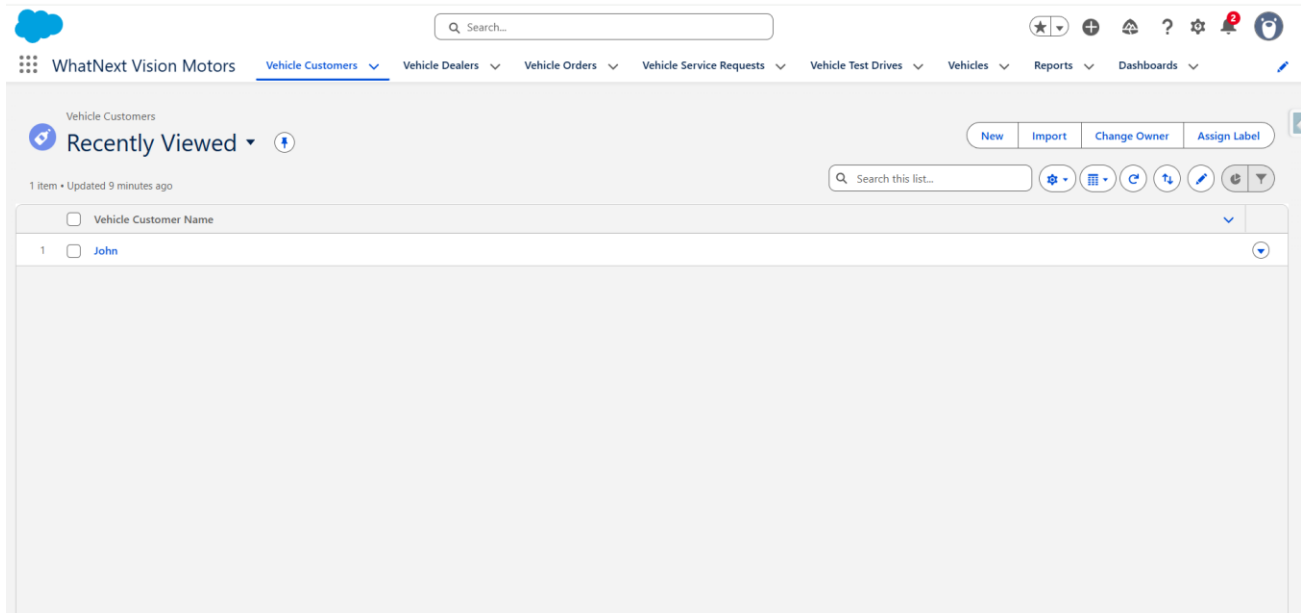 Search...
2
WhatNext Vision Motors Vehicle Customers Vehicle Dealers Vehicle Orders Vehicle Service Requests Vehicle Test Drives Vehicles Reports Dashboards
Vehicle Customers
Recently Viewed
New Import Change Owner Assign Label
1 item • Updated 9 minutes ago
Search this list...
Vehicle Customer Name
1 John